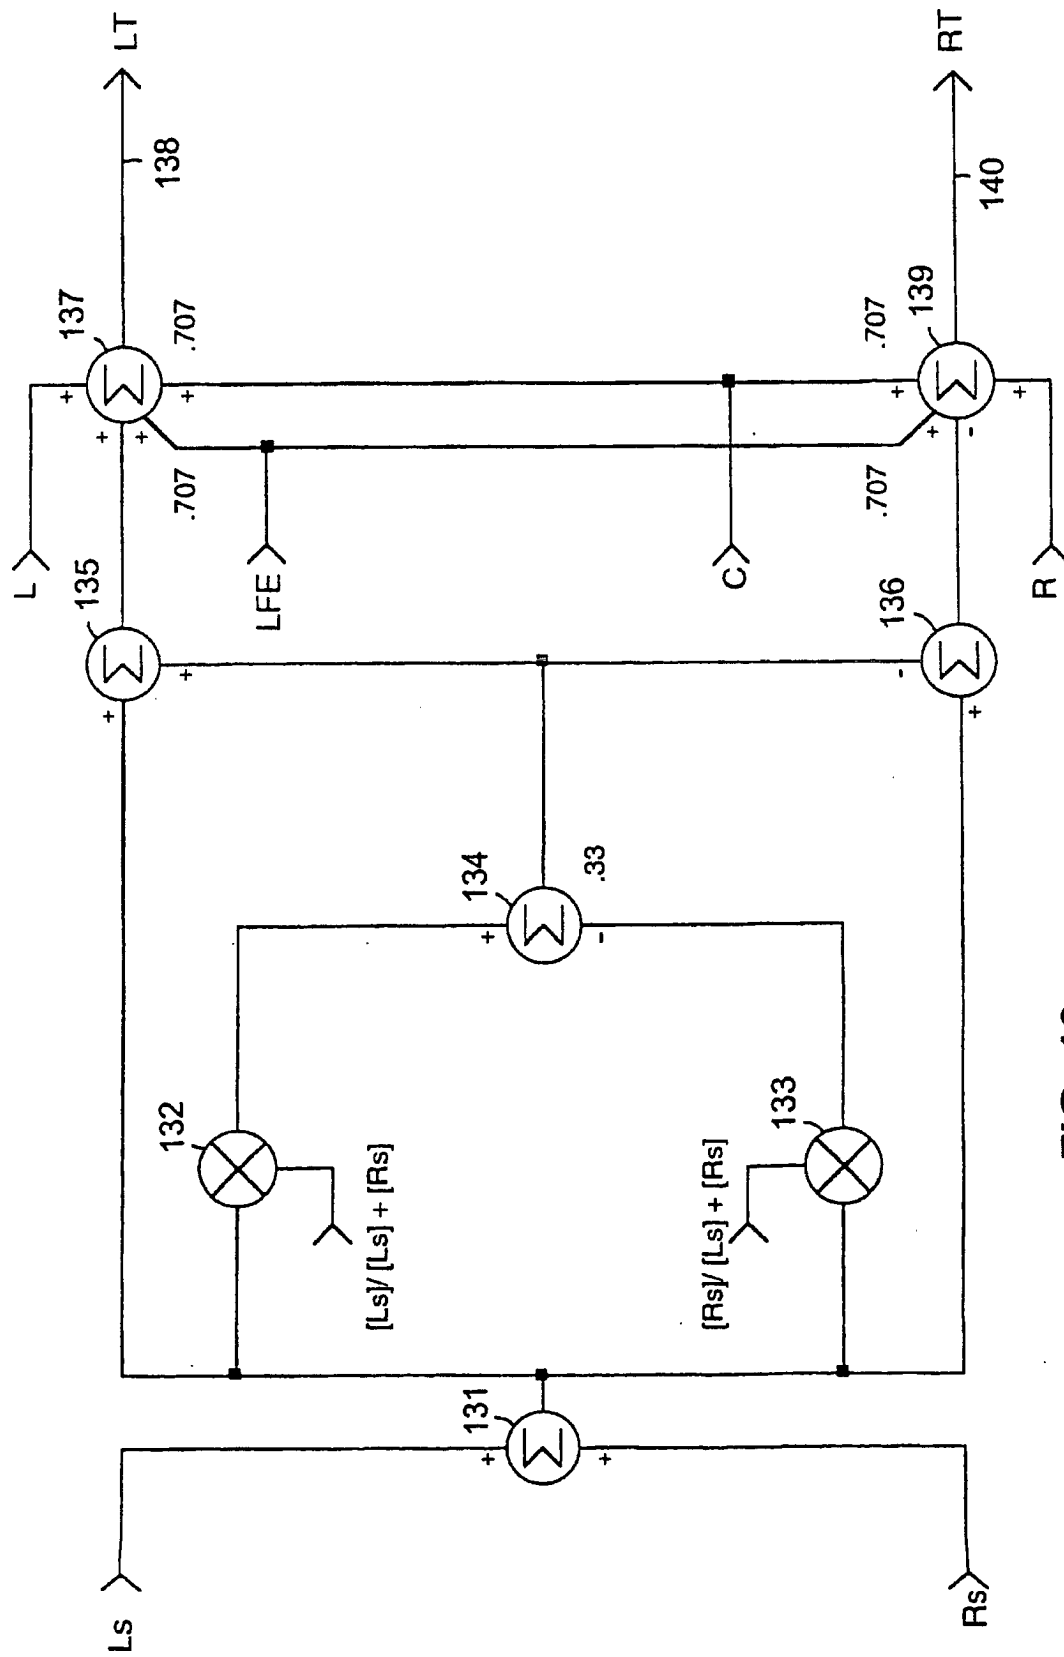 L
+
137
135
Σ
+
+
Σ
LT
Ls
+
+
138
132
+
.707
.707
LFE
[Ls]/ [Ls] + [Rs]
131
134
+
+
Σ
Σ
+
-
.33
[Rs]/ [Ls] + [Rs]
C
133
.707
.707
-
+
136
139
+
-
Σ
Σ
RT
+
140
+
Rs
R